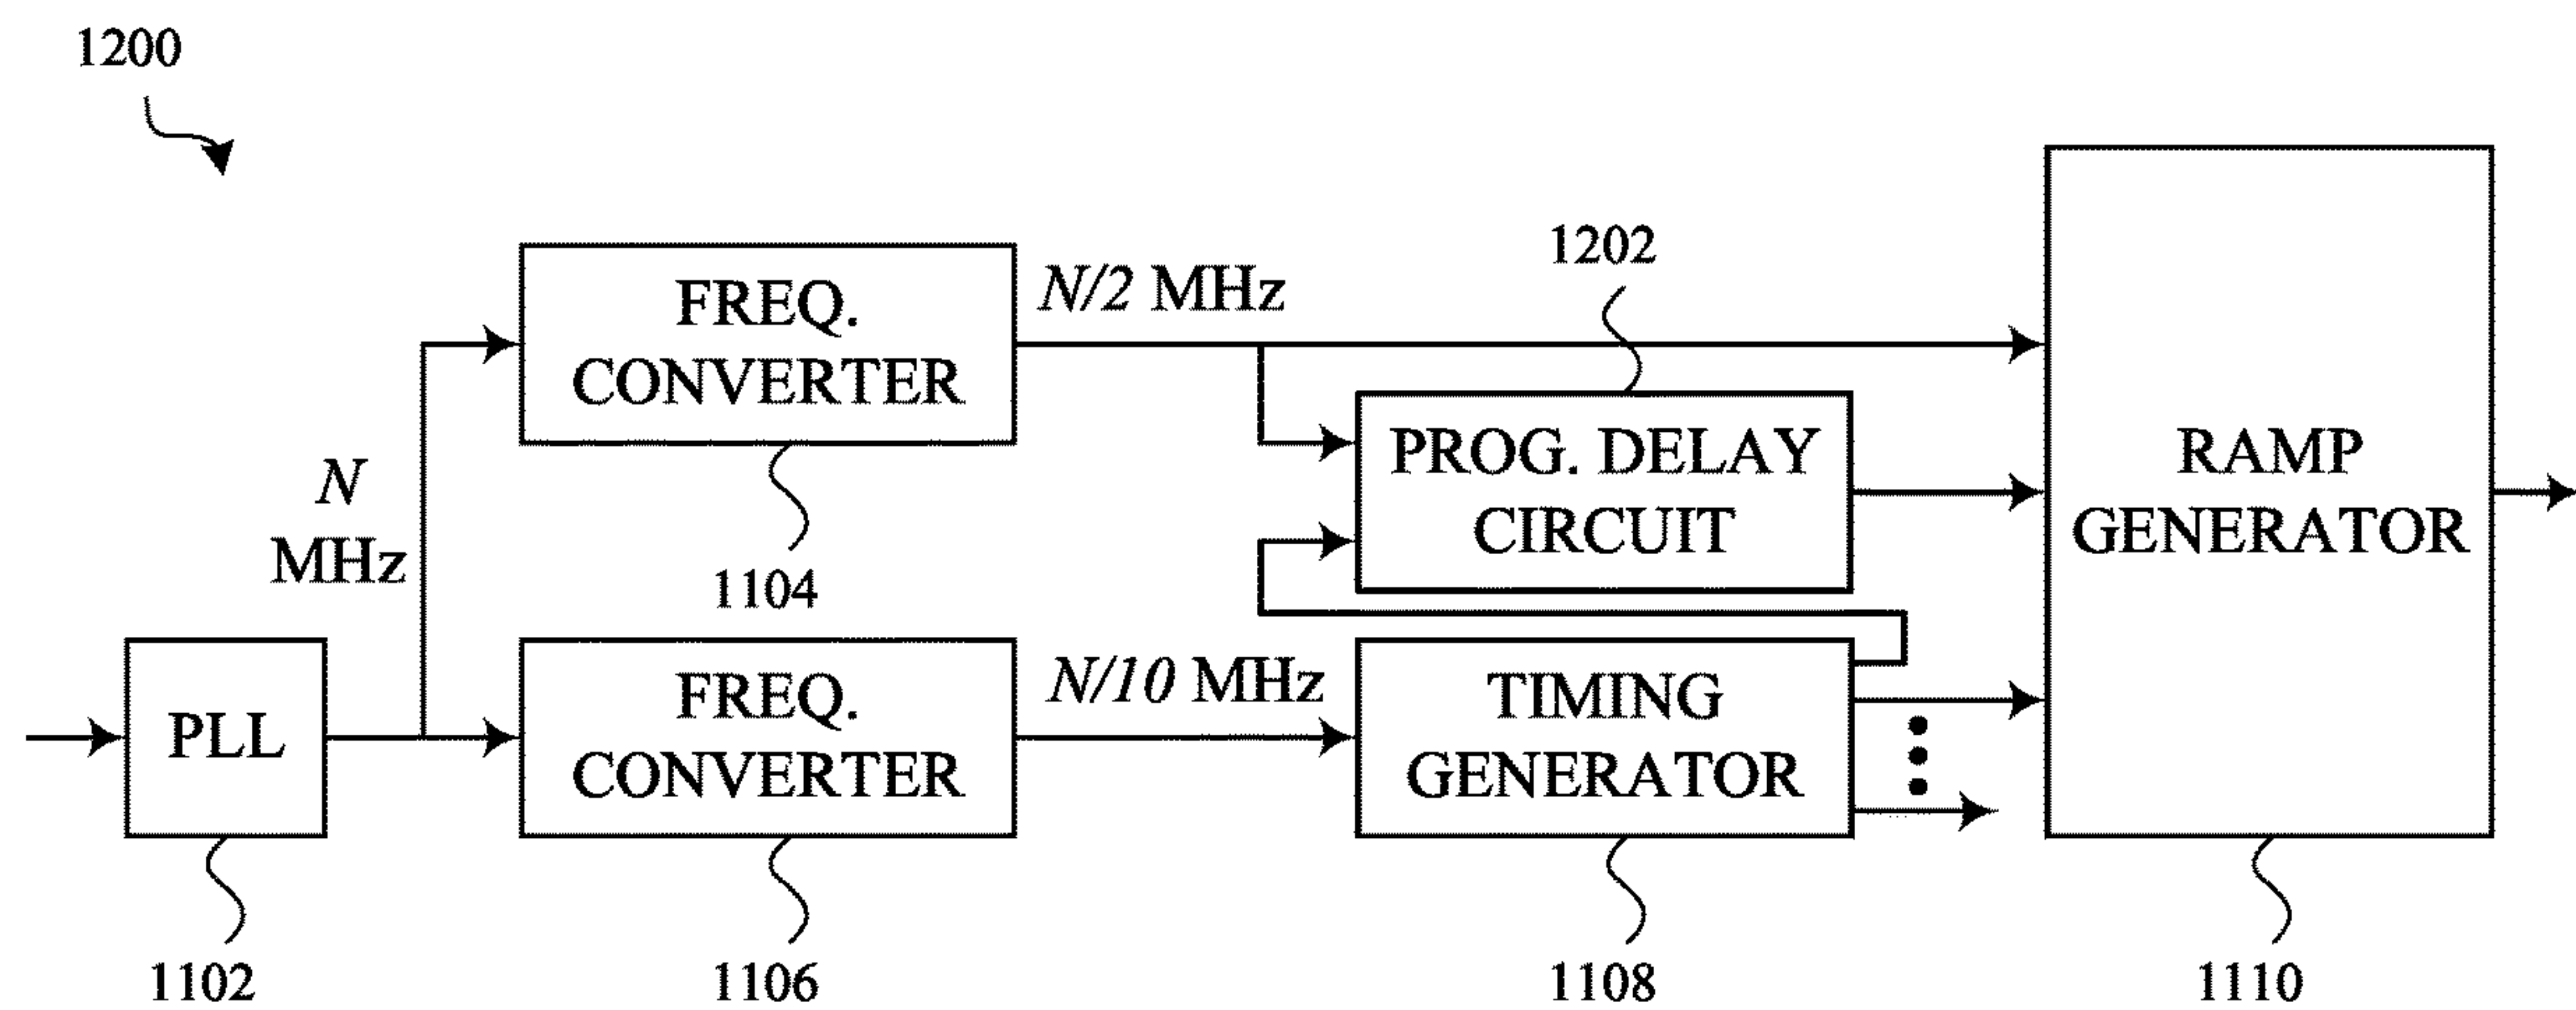 1200
FREQ.
CONVERTER
N/2 MHz
1202
PROG. DELAY
CIRCUIT
RAMP
GENERATOR
N
MHz
1104
PLL
FREQ.
CONVERTER
N/10 MHz
TIMING
GENERATOR
1102
1106
1108
1110